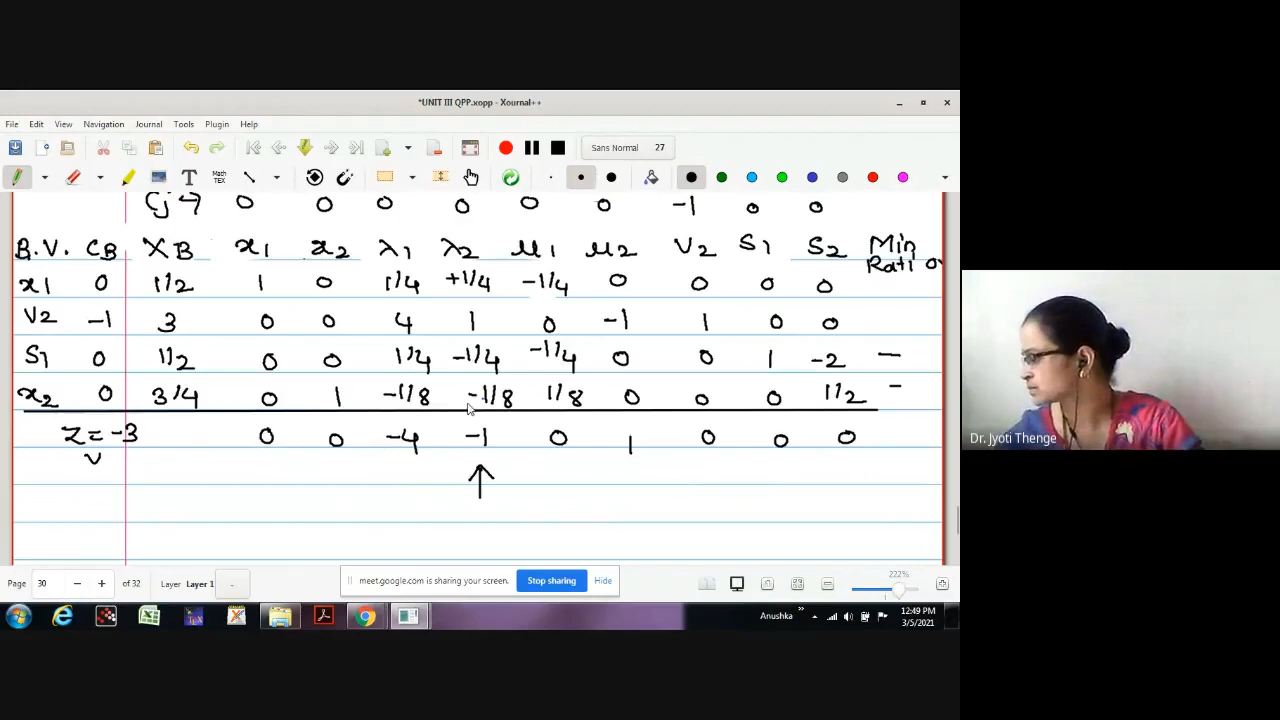 *UNIT III QPP.xopp - Xournal++
File Edit View Navigation Journal Tools Plugin Help
Sans Normal 27
Cj → 0 0 0 0 0 0 -1 0 0
B.V. CB XB x1 x2 λ1 λ2 μ1 μ2 V2 S1 S2 Min Ratio
x1 0 1/2 1 0 1/4 +1/4 -1/4 0 0 0 0
V2 -1 3 0 0 4 1 0 -1 1 0 0
S1 0 1/2 0 0 1/4 -1/4 -1/4 0 0 1 -2 —
x2 0 3/4 0 1 -1/8 -1/8 1/8 0 0 0 1/2 -
Z = -3 0 0 -4 -1 0 1 0 0 0
Dr. Jyoti Thenge
meet.google.com is sharing your screen. Stop sharing Hide
Page 30 of 32 Layer Layer 1 222%
Anushka 12:49 PM
3/5/2021